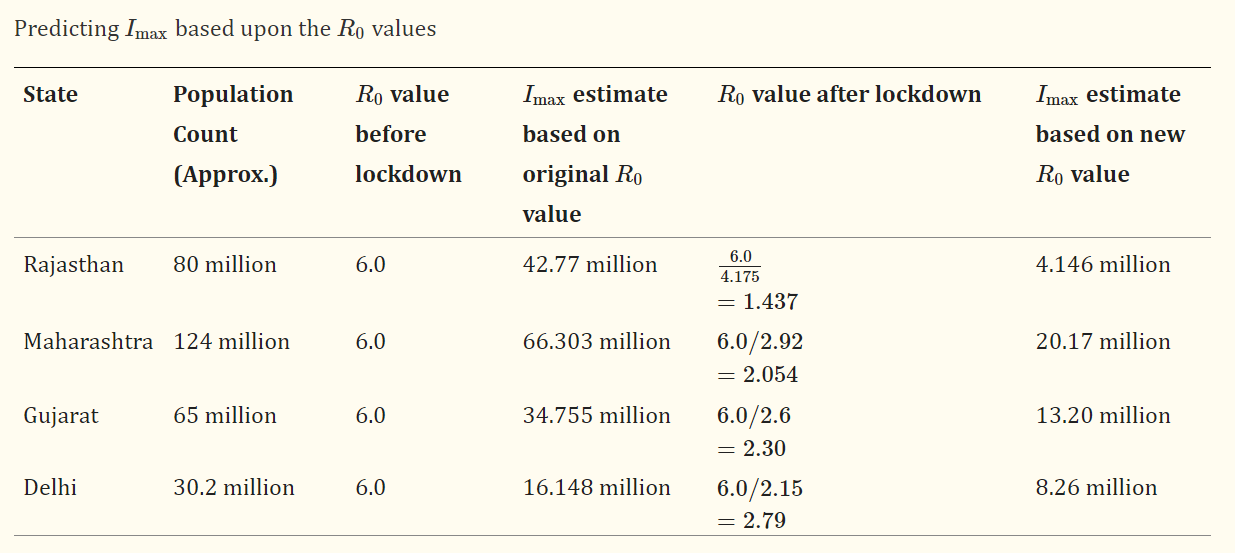 Predicting I_max based upon the R_0 values
State Population Count (Approx.) R_0 value before lockdown I_max estimate based on original R_0 value R_0 value after lockdown I_max estimate based on new R_0 value
Rajasthan 80 million 6.0 42.77 million 6.0/4.175 = 1.437 4.146 million
Maharashtra 124 million 6.0 66.303 million 6.0/2.92 = 2.054 20.17 million
Gujarat 65 million 6.0 34.755 million 6.0/2.6 = 2.30 13.20 million
Delhi 30.2 million 6.0 16.148 million 6.0/2.15 = 2.79 8.26 million